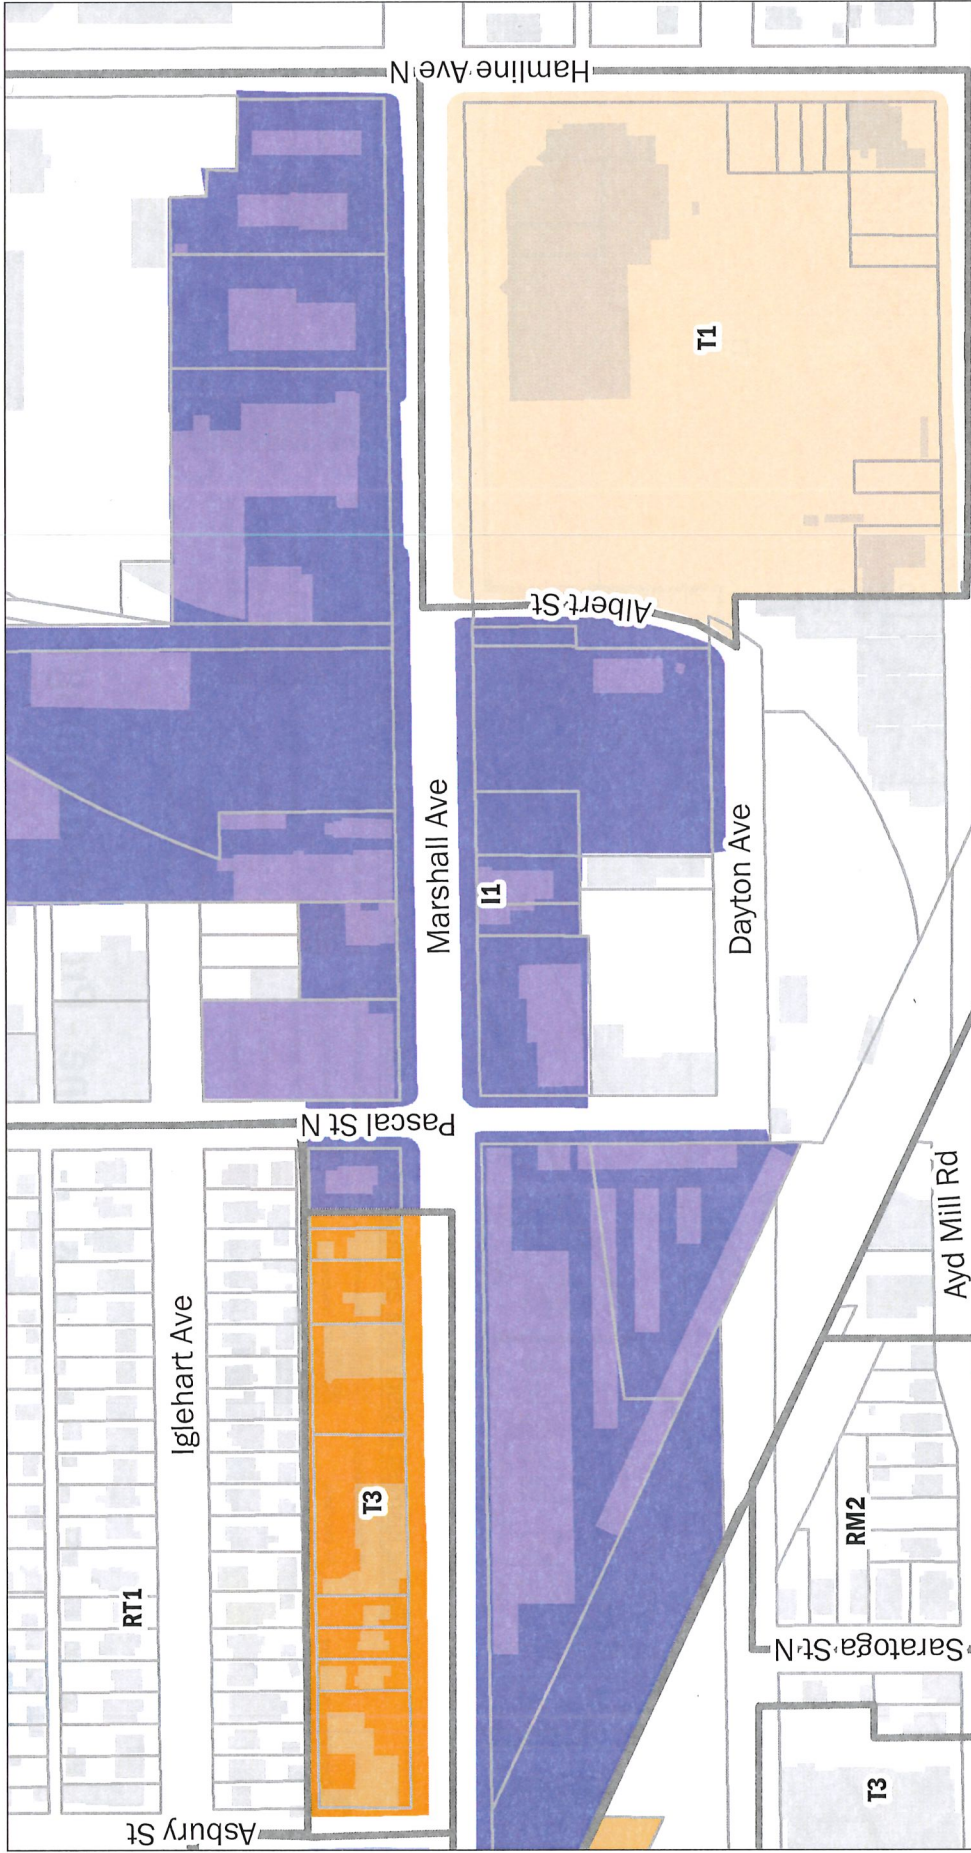 Hamline Ave N
T1
Albert St
Marshall Ave
I1
Dayton Ave
Pascal St N
Iglehart Ave
T3
RT1
Ayd Mill Rd
RM2
Saratoga St N
Asbury St
T3